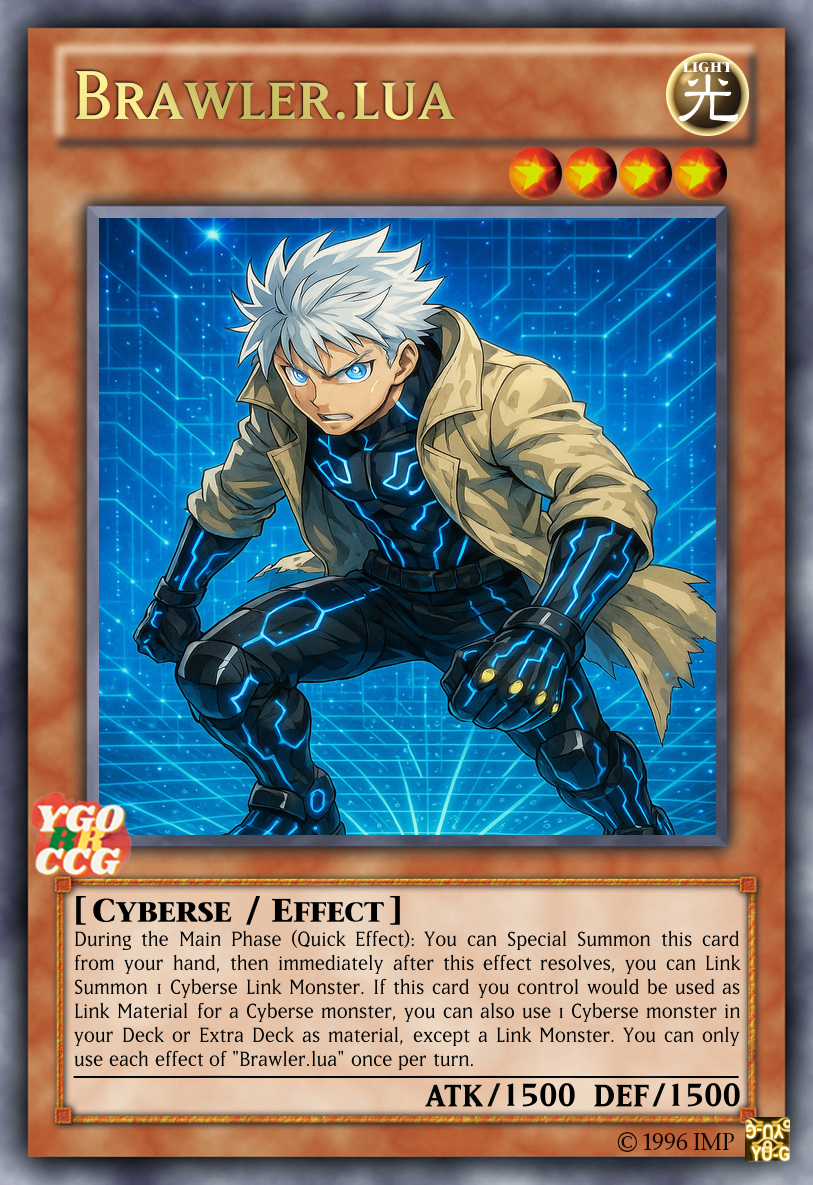 Brawler.lua
LIGHT
光
YGO
RR
CCG
[ Cyberse / Effect ]
During the Main Phase (Quick Effect): You can Special Summon this card
from your hand, then immediately after this effect resolves, you can Link
Summon 1 Cyberse Link Monster. If this card you control would be used as
Link Material for a Cyberse monster, you can also use 1 Cyberse monster in
your Deck or Extra Deck as material, except a Link Monster. You can only
use each effect of "Brawler.lua" once per turn.
ATK/1500 DEF/1500
© 1996 IMP